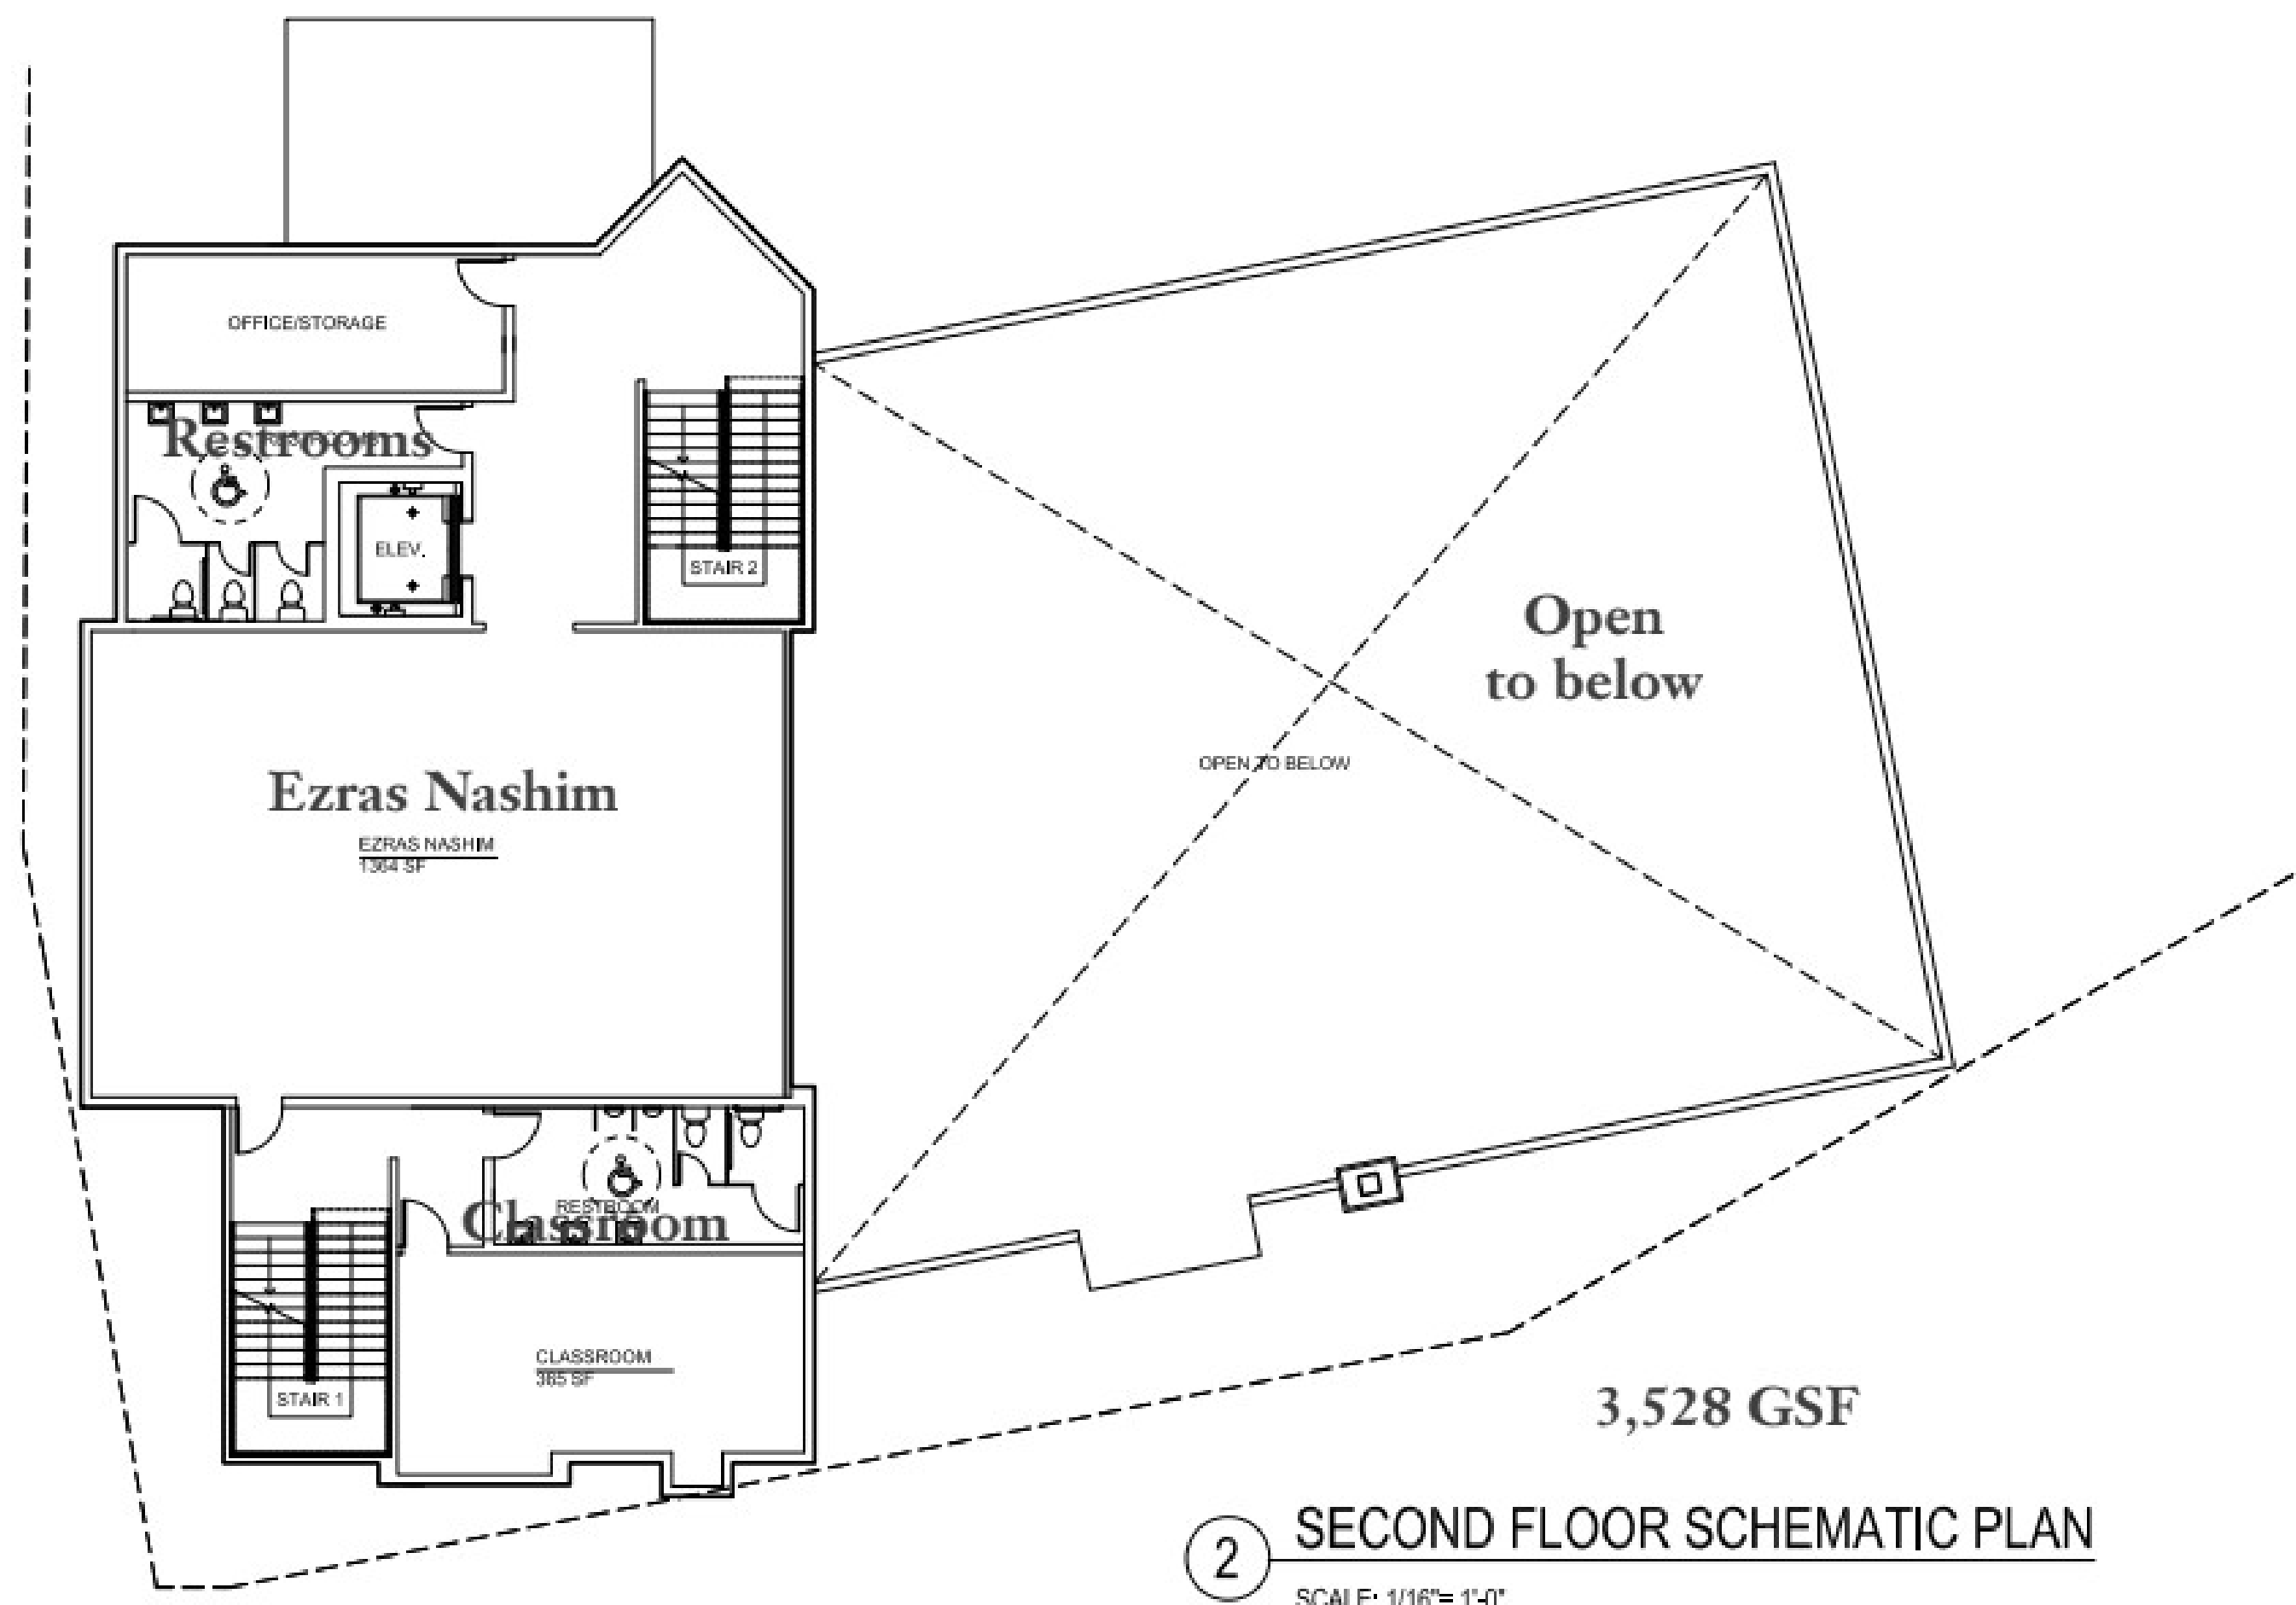 OFFICE/STORAGE
Restrooms
ELEV.
STAIR 2
Open
to below
OPEN TO BELOW
Ezras Nashim
EZRAS NASHIM
1364 SF
RESTROOM
Classroom
CLASSROOM
365 SF
STAIR 1
3,528 GSF
2
SECOND FLOOR SCHEMATIC PLAN
SCALE: 1/16"= 1'-0"